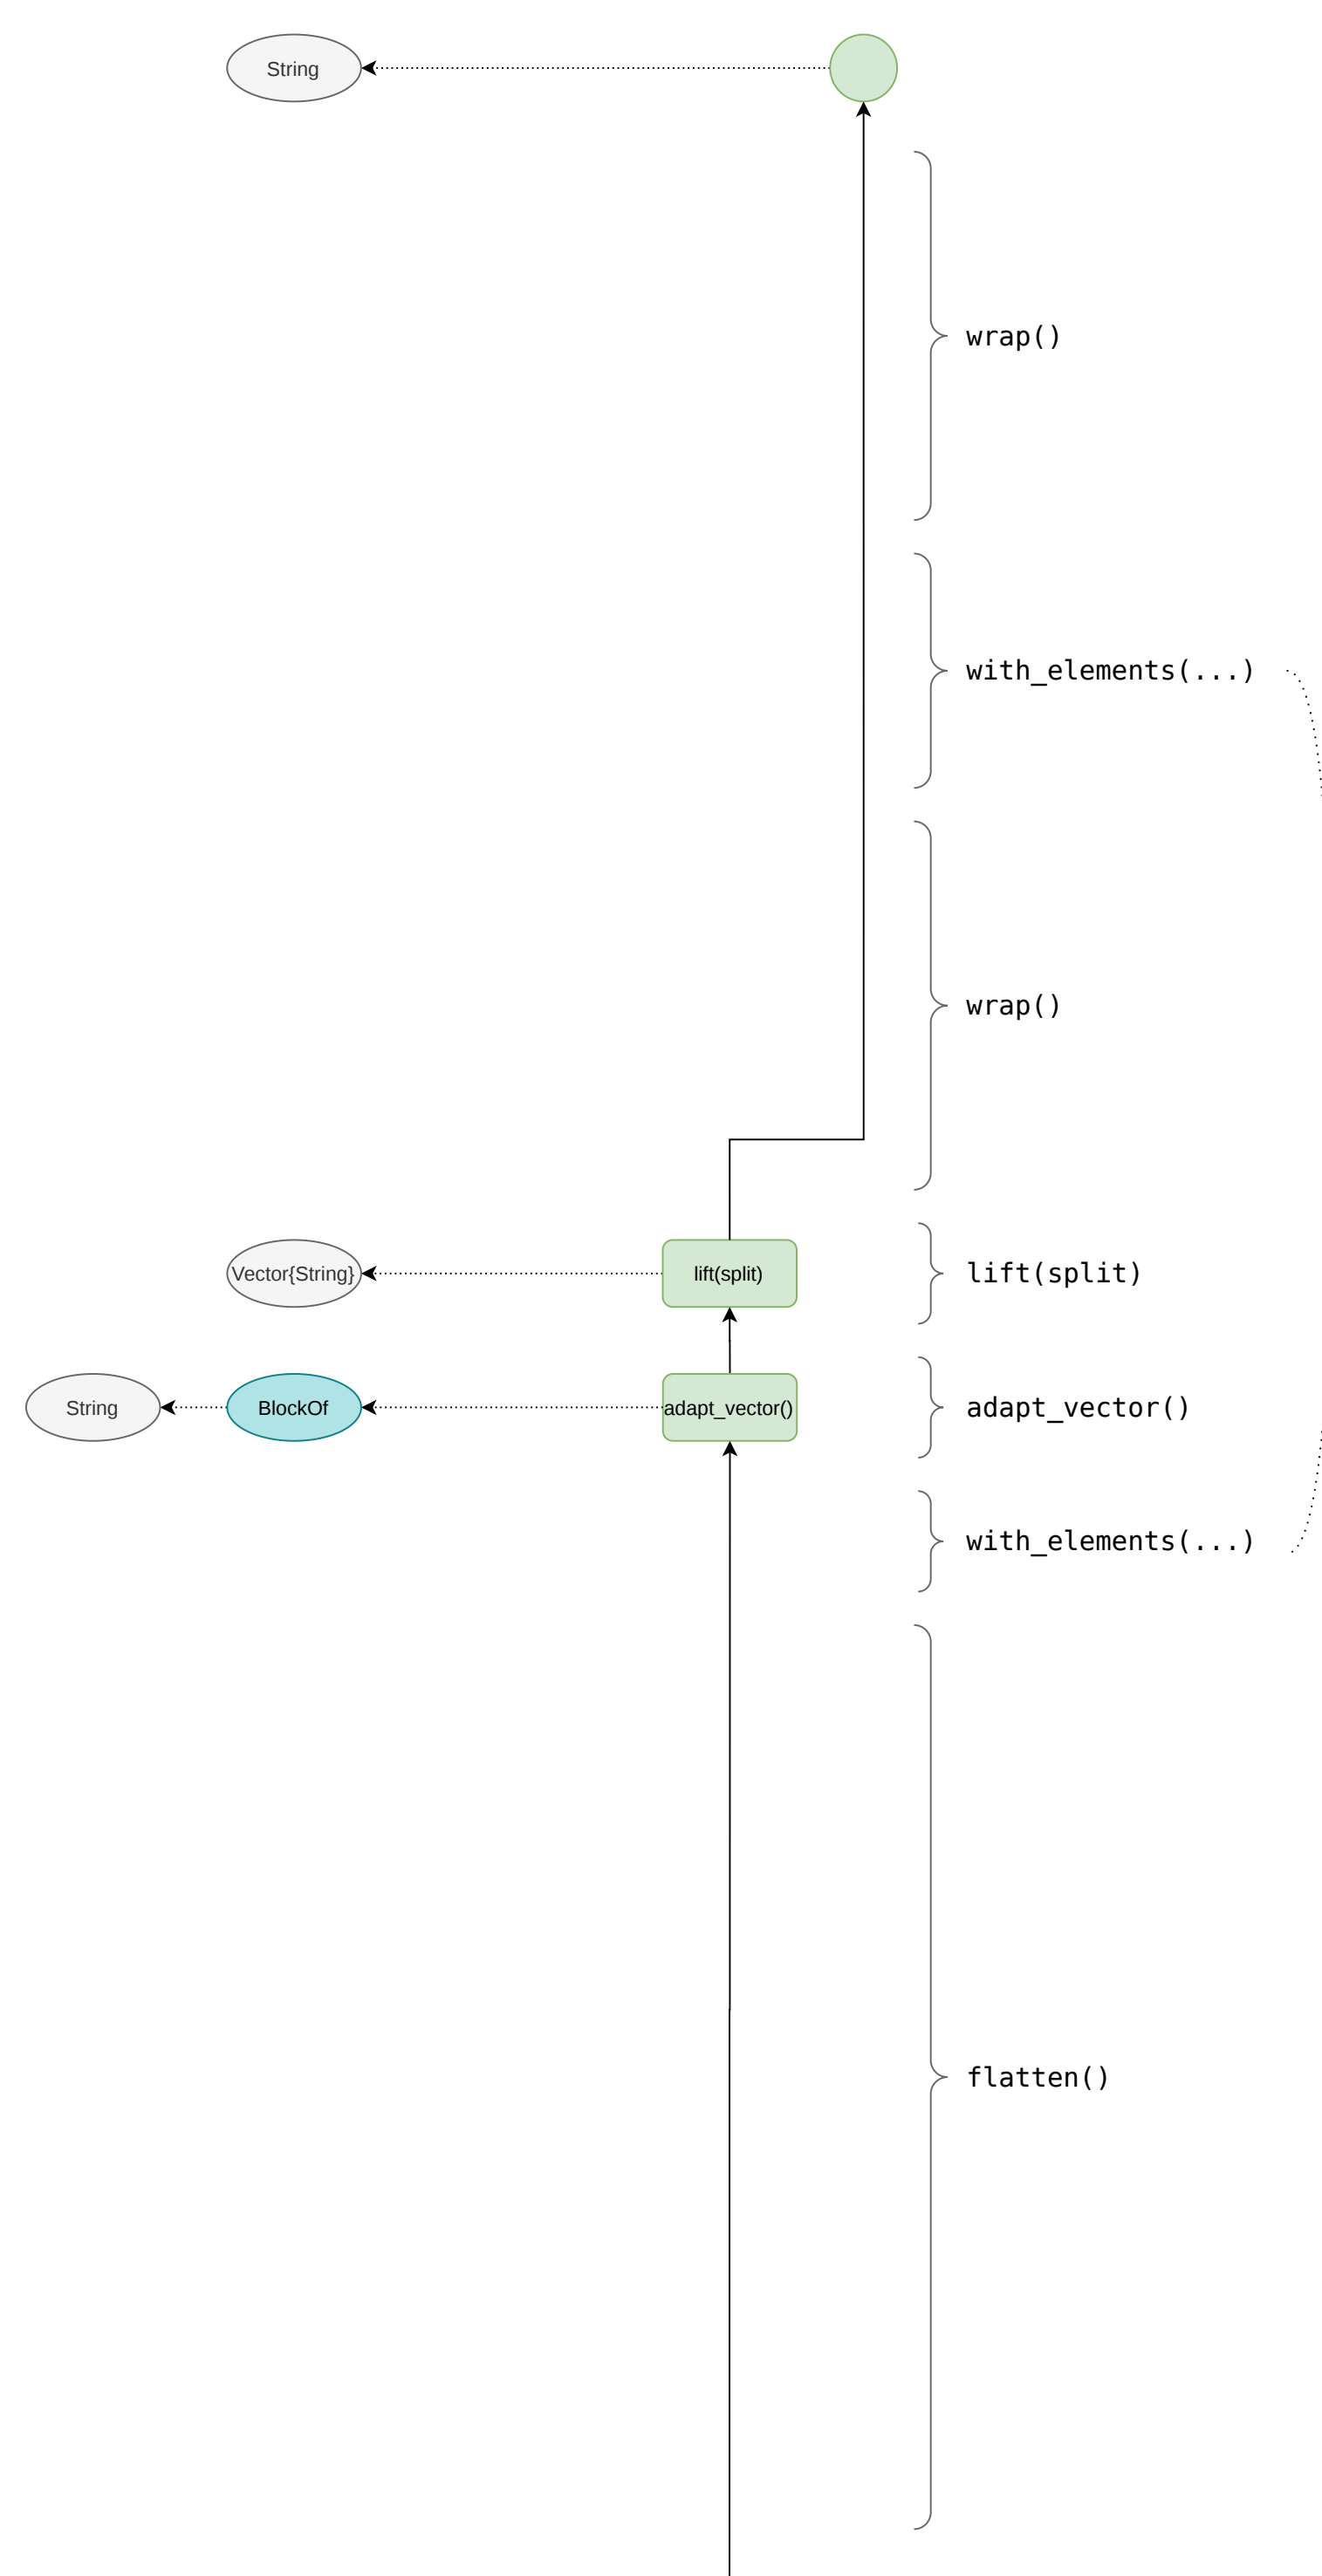 String
wrap()
with_elements(...)
wrap()
Vector{String}
lift(split)
lift(split)
String
BlockOf
adapt_vector()
adapt_vector()
with_elements(...)
flatten()